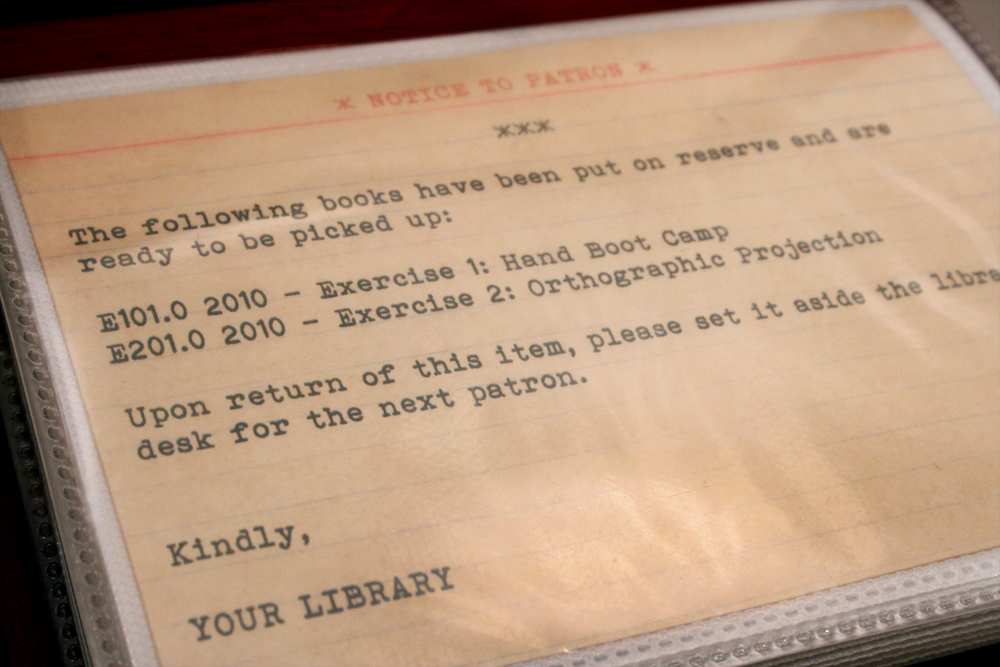 * NOTICE TO PATRON *
***
The following books have been put on reserve and are
ready to be picked up:
E101.0 2010 - Exercise 1: Hand Boot Camp
E201.0 2010 - Exercise 2: Orthographic Projection
Upon return of this item, please set it aside the libra
desk for the next patron.
Kindly,
YOUR LIBRARY